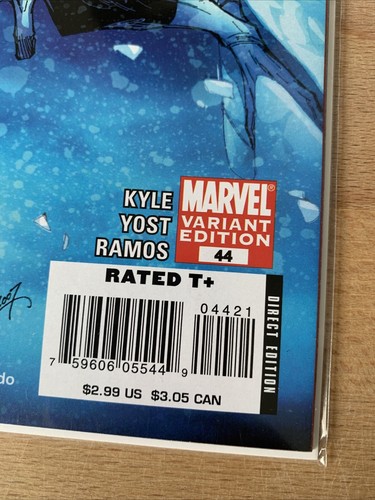 KYLE
YOST
RAMOS
MARVEL®
VARIANT
EDITION
44
RATED T+
04421
7 59606 05544 9
$2.99 US $3.05 CAN
DIRECT EDITION
do